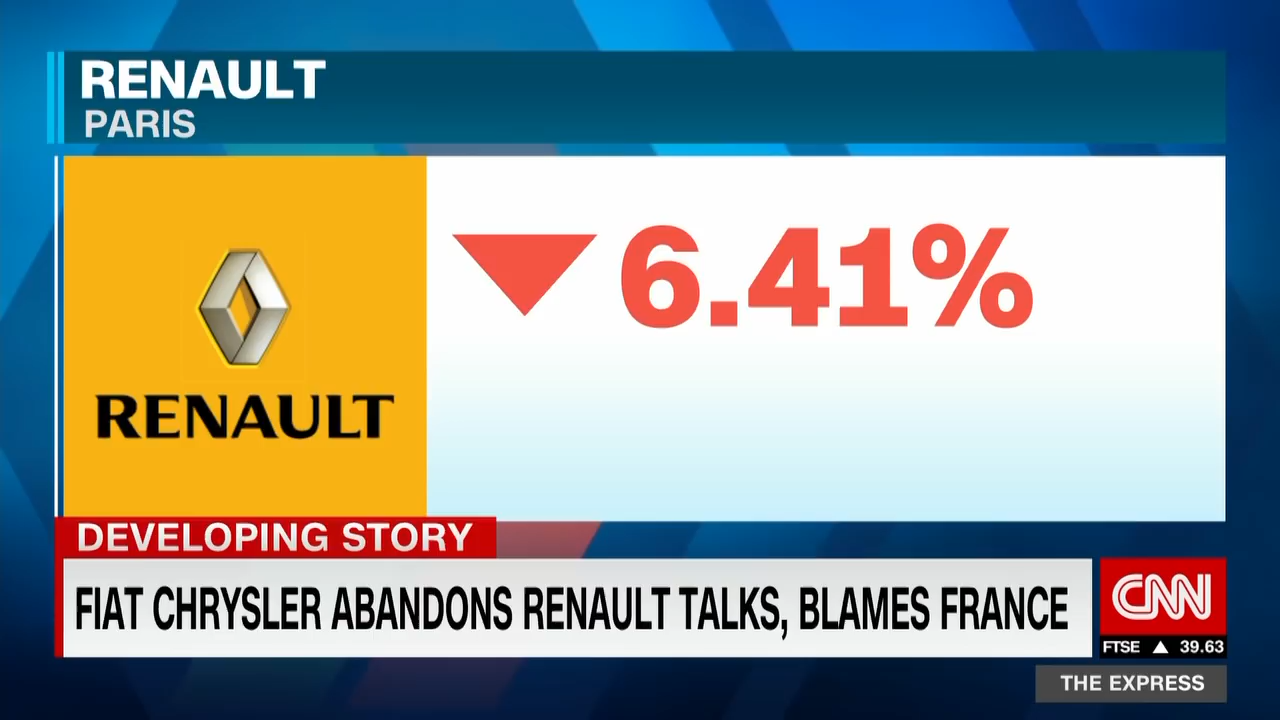 RENAULT
PARIS
▼ 6.41%
RENAULT
DEVELOPING STORY
FIAT CHRYSLER ABANDONS RENAULT TALKS, BLAMES FRANCE
CNN
FTSE ▲ 39.63
THE EXPRESS